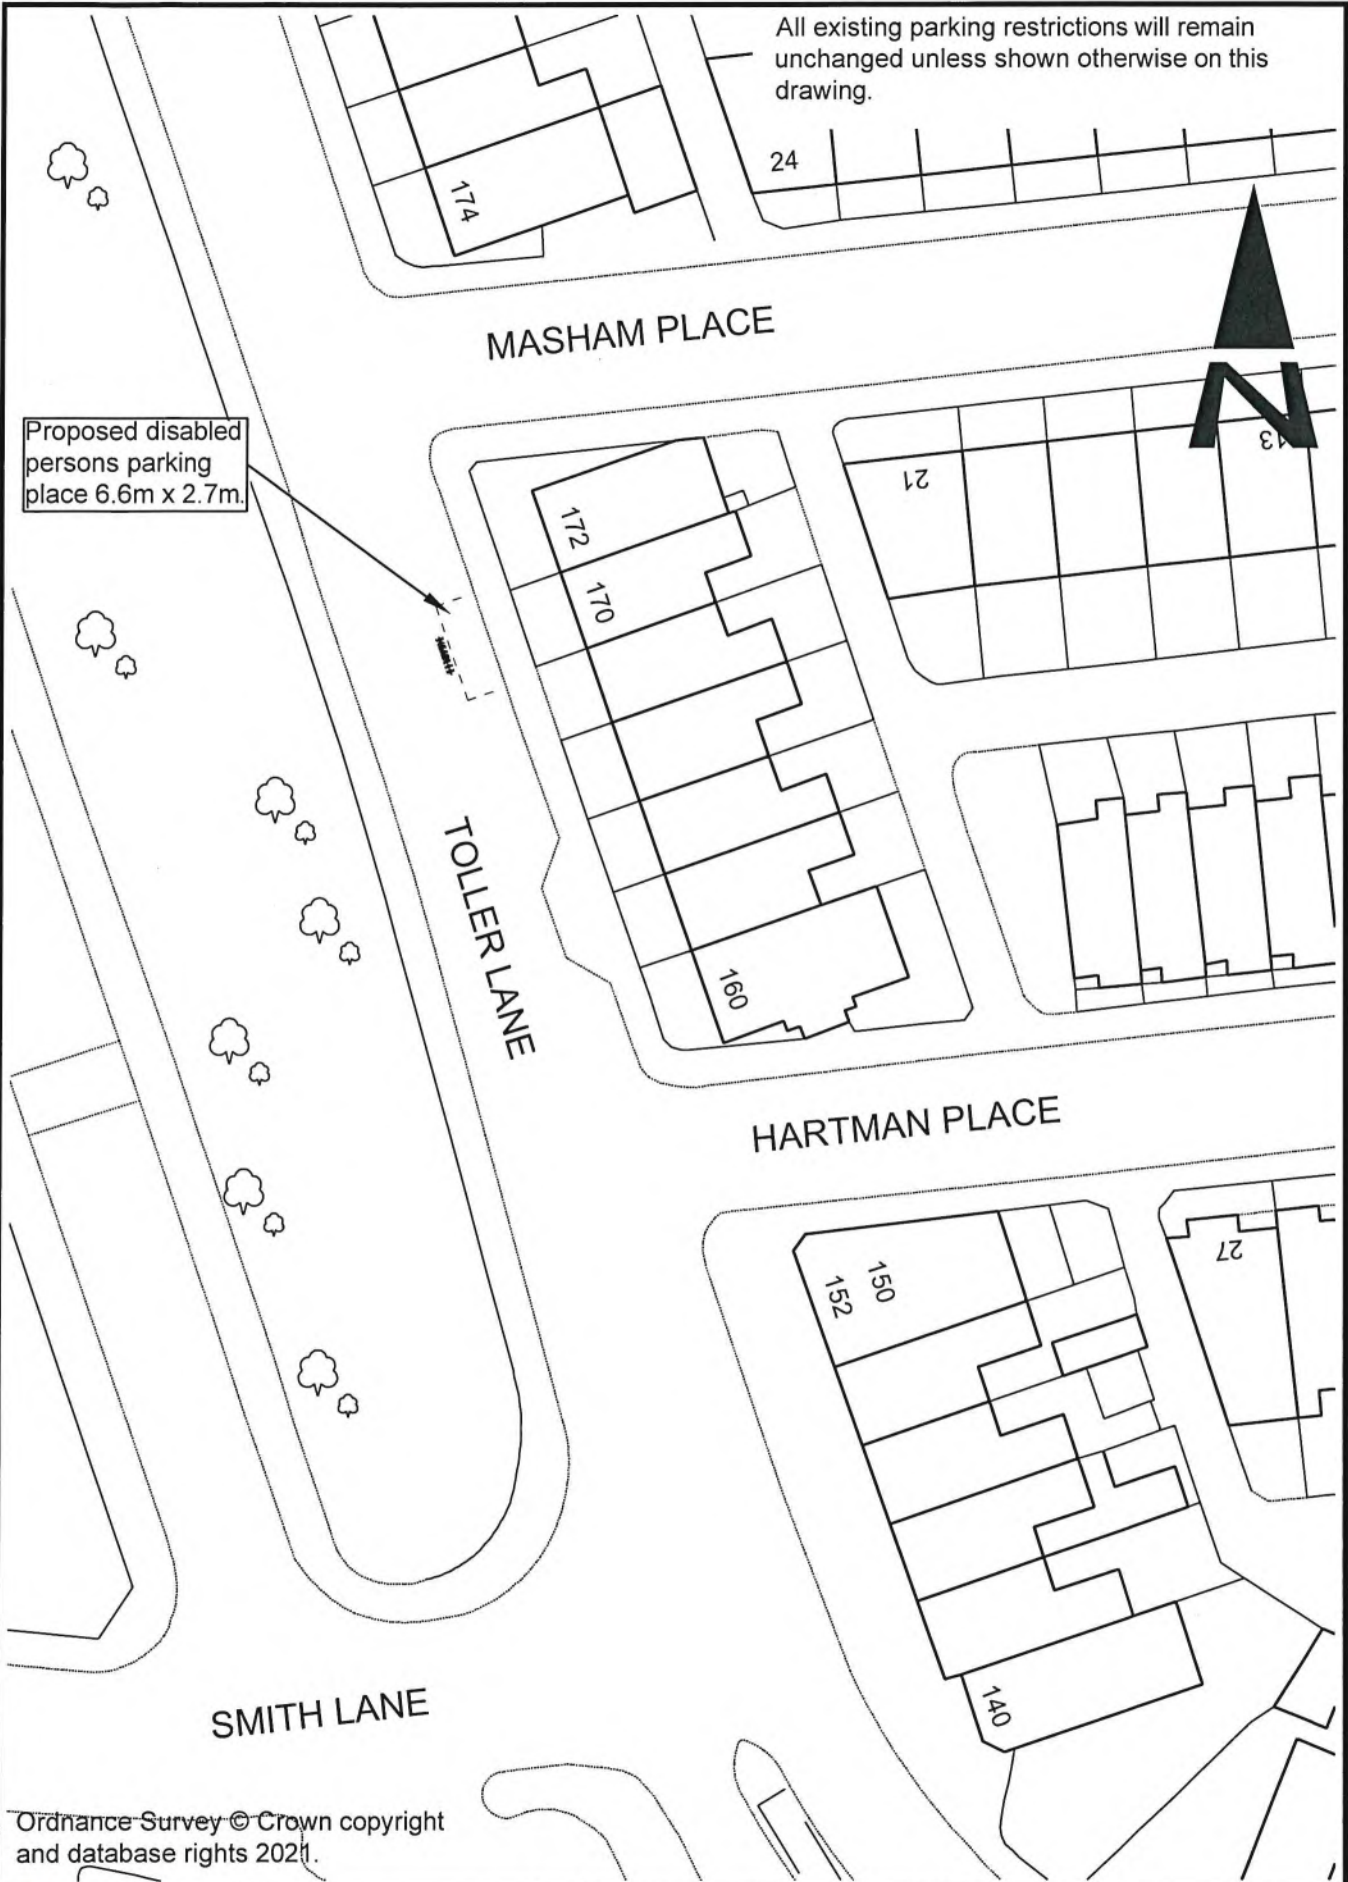 All existing parking restrictions will remain
unchanged unless shown otherwise on this
drawing.
24
174
MASHAM PLACE
N
Proposed disabled
persons parking
place 6.6m x 2.7m.
13
21
172
170
TOLLER LANE
160
HARTMAN PLACE
27
150
152
140
SMITH LANE
Ordnance Survey © Crown copyright
and database rights 2021.